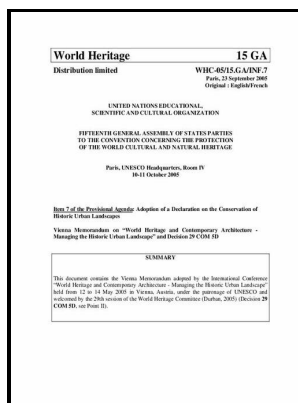 World Heritage 15 GA
Distribution limited WHC-05/15.GA/INF.7
Paris, 23 September 2005
Original : English/French
UNITED NATIONS EDUCATIONAL,
SCIENTIFIC AND CULTURAL ORGANIZATION
FIFTEENTH GENERAL ASSEMBLY OF STATES PARTIES
TO THE CONVENTION CONCERNING THE PROTECTION
OF THE WORLD CULTURAL AND NATURAL HERITAGE
Paris, UNESCO Headquarters, Room IV
10-11 October 2005
Item 7 of the Provisional Agenda: Adoption of a Declaration on the Conservation of
Historic Urban Landscapes
Vienna Memorandum on "World Heritage and Contemporary Architecture -
Managing the Historic Urban Landscape" and Decision 29 COM 5D
SUMMARY
This document contains the Vienna Memorandum adopted by the International Conference
"World Heritage and Contemporary Architecture - Managing the Historic Urban Landscape"
held from 12 to 14 May 2005 in Vienna, Austria, under the patronage of UNESCO and
welcomed by the 29th session of the World Heritage Committee (Durban, 2005) (Decision 29
COM 5D, see Point II).